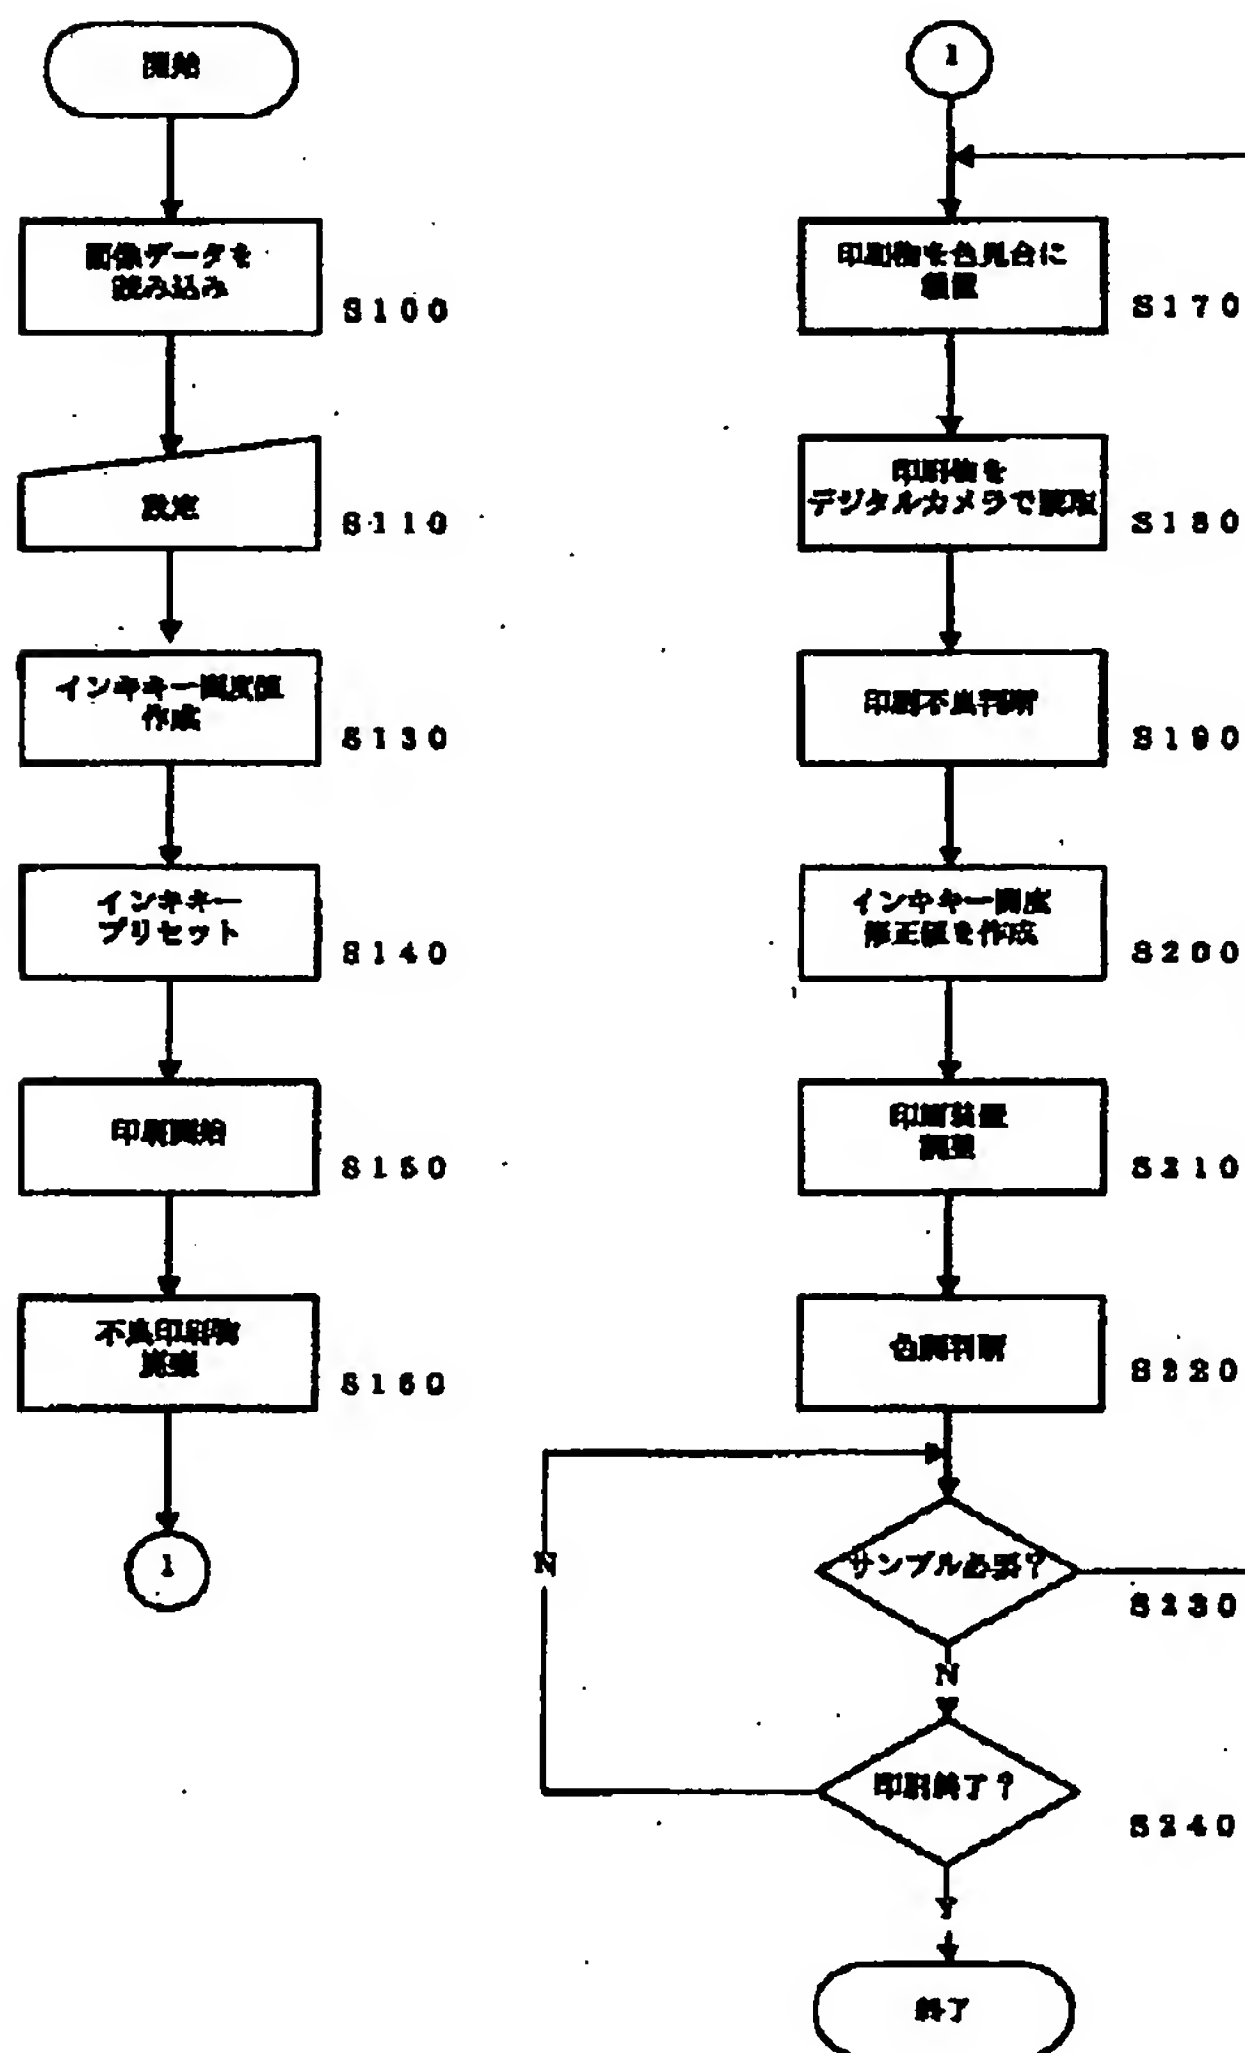 開始
画像データを
読み込み
S100
設定
S110
インキキー開度値
作成
S130
インキキー
プリセット
S140
印刷開始
S150
不良印刷物
廃棄
S160
1
1
印刷物を色見台に
載置
S170
印刷物を
デジタルカメラで読取
S180
印刷不良判断
S190
インキキー開度
修正値を作成
S200
印刷装置
調整
S210
色調判断
S220
サンプル必要?
S230
N
N
印刷終了?
S240
Y
終了